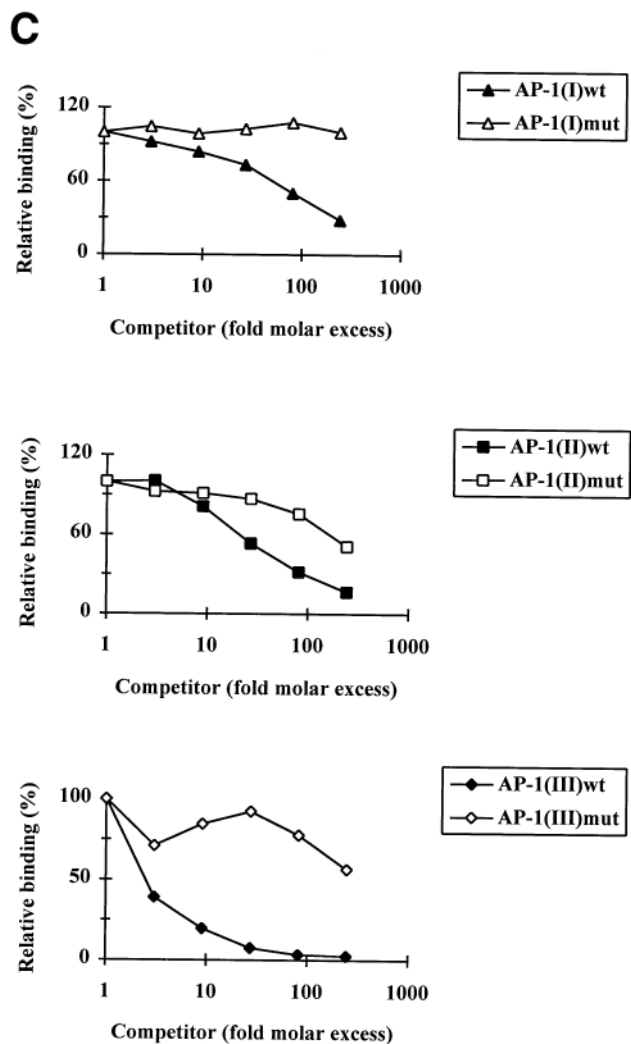 C
AP-1(I)wt
AP-1(I)mut
Relative binding (%)
120
60
0
1 10 100 1000
Competitor (fold molar excess)
AP-1(II)wt
AP-1(II)mut
Relative binding (%)
120
60
0
1 10 100 1000
Competitor (fold molar excess)
AP-1(III)wt
AP-1(III)mut
Relative binding (%)
100
50
0
1 10 100 1000
Competitor (fold molar excess)